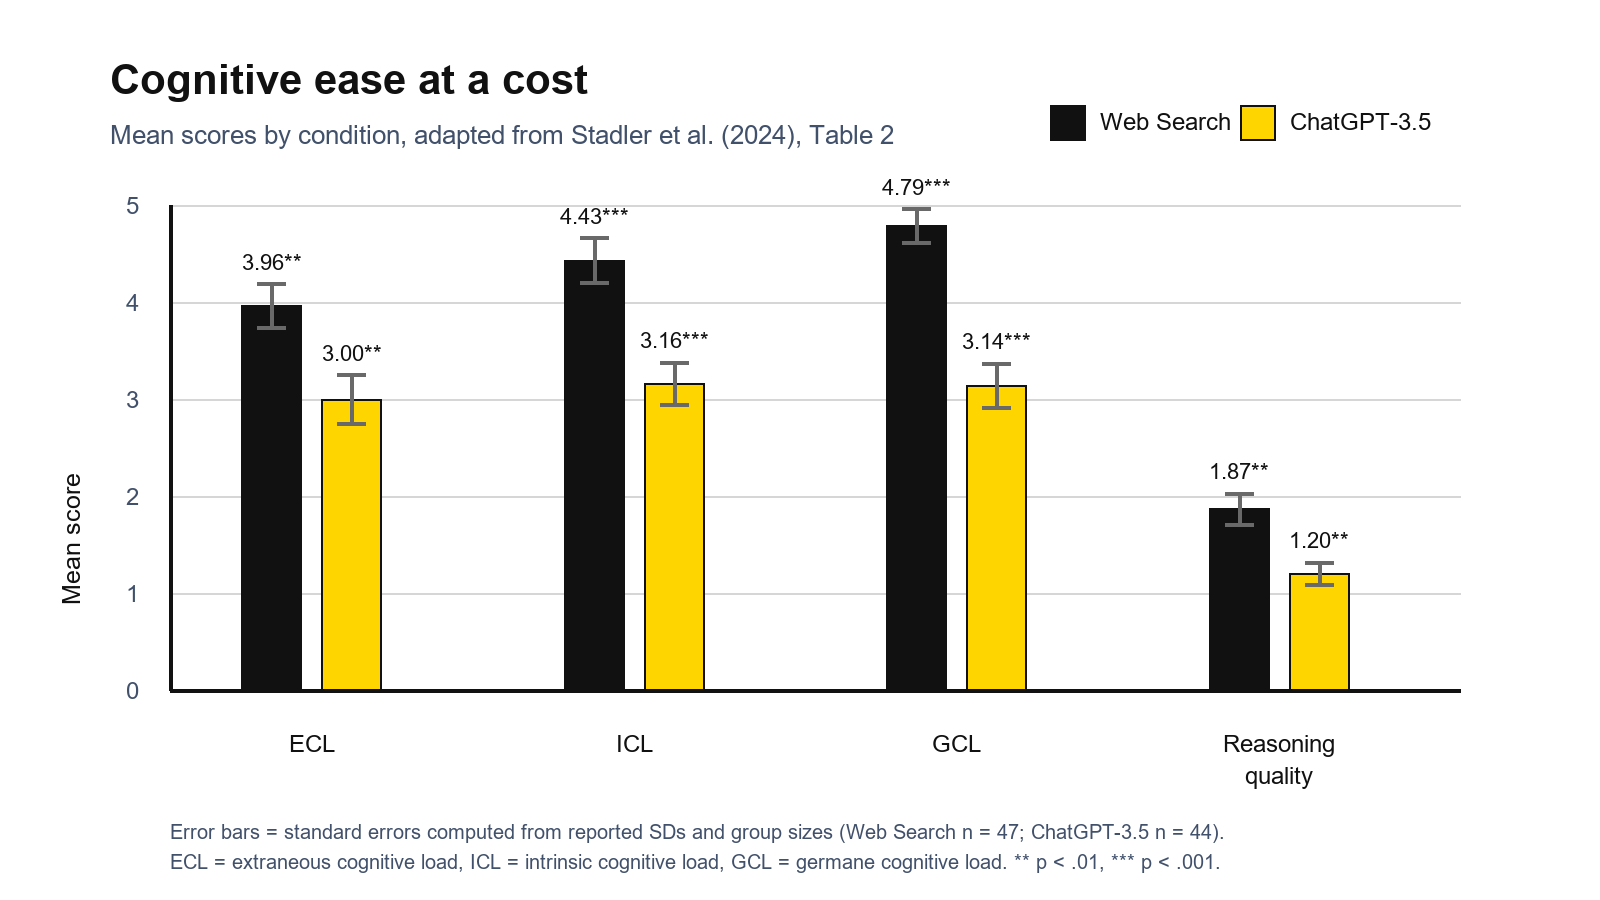 Cognitive ease at a cost
Mean scores by condition, adapted from Stadler et al. (2024), Table 2
Web Search
ChatGPT-3.5
Mean score
5
4
3
2
1
0
3.96**
3.00**
4.43***
3.16***
4.79***
3.14***
1.87**
1.20**
ECL
ICL
GCL
Reasoning
quality
Error bars = standard errors computed from reported SDs and group sizes (Web Search n = 47; ChatGPT-3.5 n = 44).
ECL = extraneous cognitive load, ICL = intrinsic cognitive load, GCL = germane cognitive load. ** p < .01, *** p < .001.